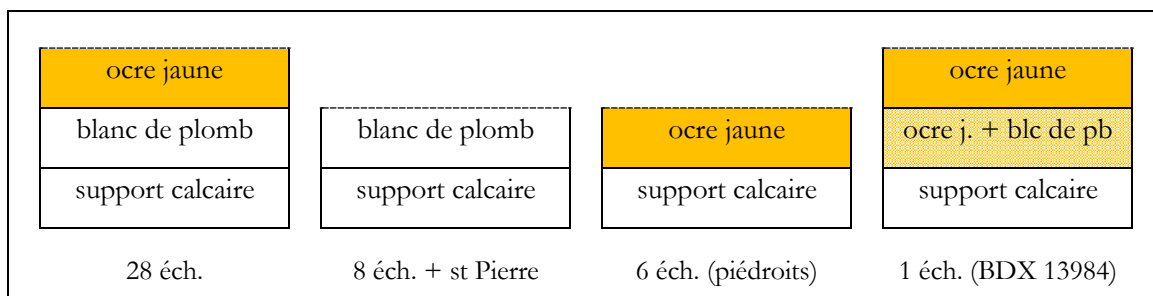 ocre jaune
blanc de plomb
support calcaire
28 éch.
blanc de plomb
support calcaire
8 éch. + st Pierre
ocre jaune
support calcaire
6 éch. (piédroits)
ocre jaune
ocre j. + blc de pb
support calcaire
1 éch. (BDX 13984)